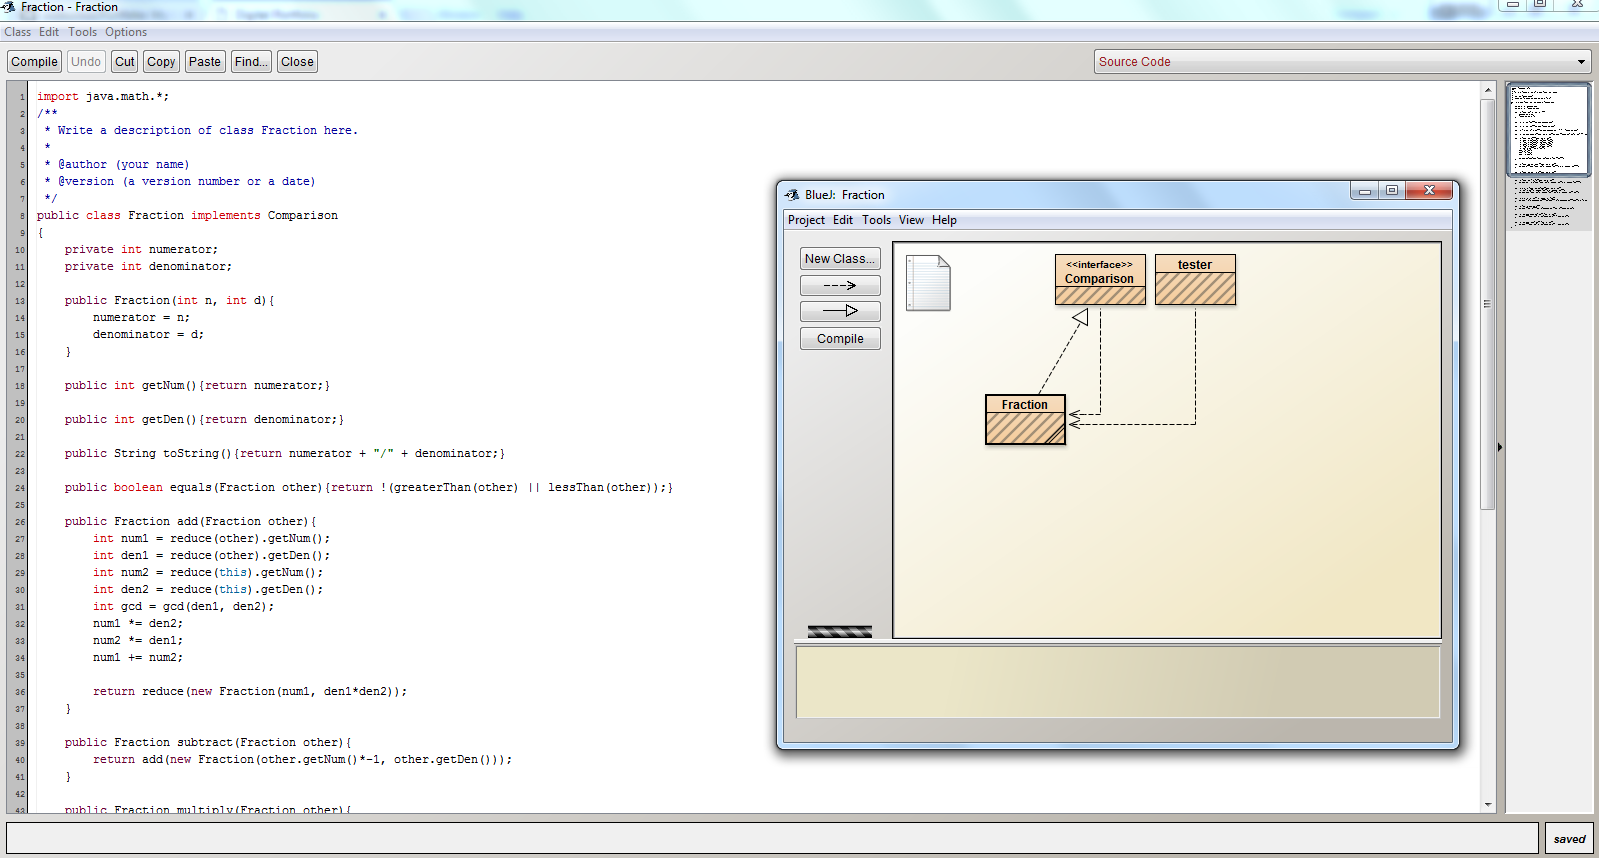 Fraction - Fraction
Class Edit Tools Options
Compile Undo Cut Copy Paste Find... Close Source Code
1 import java.math.*;
2 /**
3 * Write a description of class Fraction here.
4 *
5 * @author (your name)
6 * @version (a version number or a date)
7 */
8 public class Fraction implements Comparison
9 {
10 private int numerator;
11 private int denominator;
12
13 public Fraction(int n, int d){
14 numerator = n;
15 denominator = d;
16 }
17
18 public int getNum(){return numerator;}
19
20 public int getDen(){return denominator;}
21
22 public String toString(){return numerator + "/" + denominator;}
23
24 public boolean equals(Fraction other){return !(greaterThan(other) || lessThan(other));}
25
26 public Fraction add(Fraction other){
27 int num1 = reduce(other).getNum();
28 int den1 = reduce(other).getDen();
29 int num2 = reduce(this).getNum();
30 int den2 = reduce(this).getDen();
31 int gcd = gcd(den1, den2);
32 num1 *= den2;
33 num2 *= den1;
34 num1 += num2;
35
36 return reduce(new Fraction(num1, den1*den2));
37 }
38
39 public Fraction subtract(Fraction other){
40 return add(new Fraction(other.getNum()*-1, other.getDen()));
41 }
42
43 public Fraction multiply(Fraction other){
BlueJ: Fraction
Project Edit Tools View Help
New Class...
Compile
<<interface>>
Comparison
tester
Fraction
saved